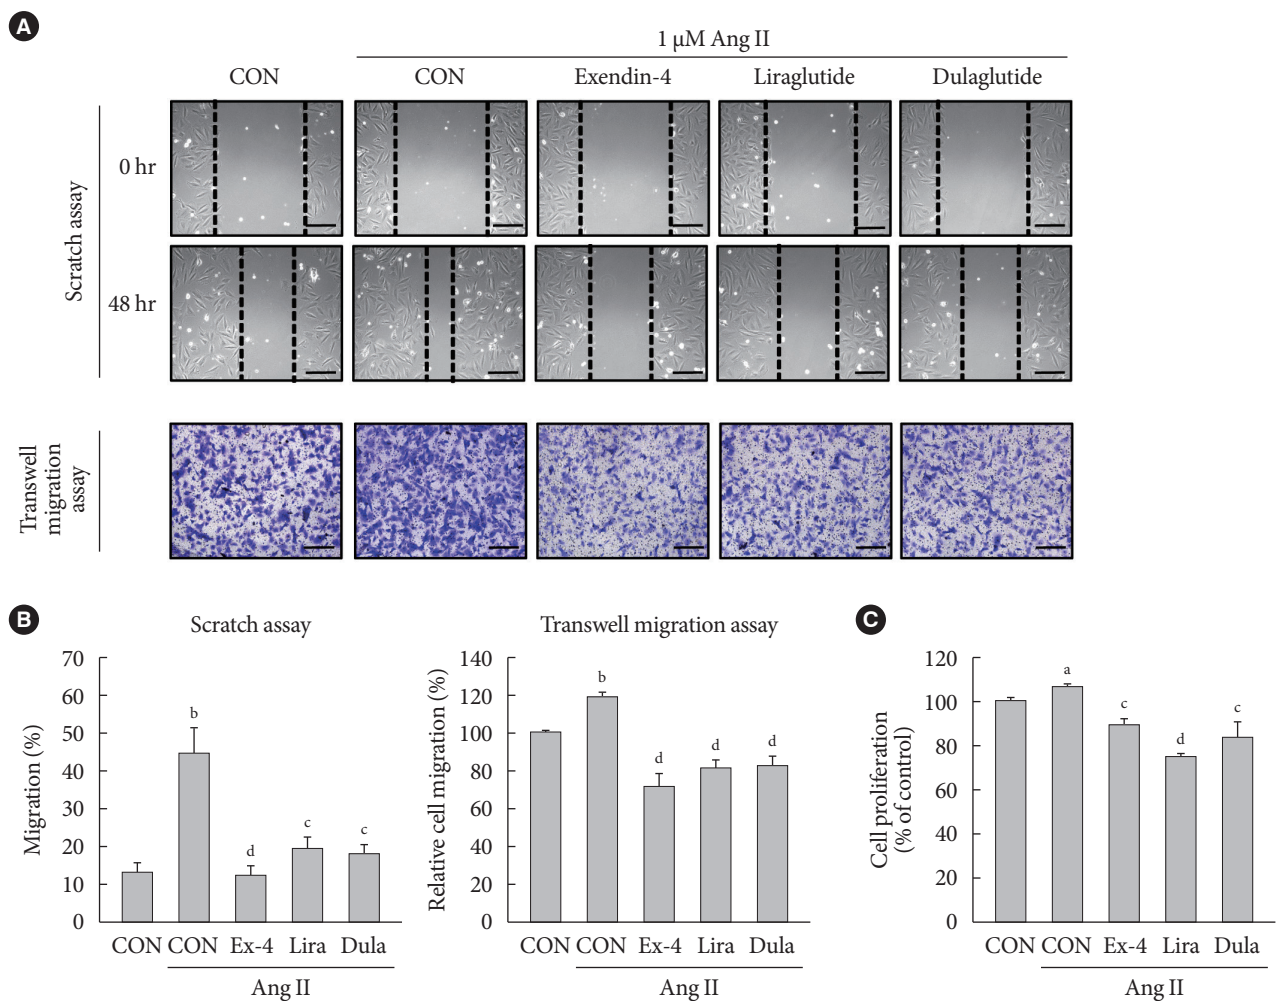 A
1 µM Ang II
CON
CON
Exendin-4
Liraglutide
Dulaglutide
Scratch assay
0 hr
48 hr
Transwell
migration
assay
B
Scratch assay
Migration (%)
70
60
50
40
30
20
10
0
b
d
c
c
CON
CON
Ex-4
Lira
Dula
Ang II
Transwell migration assay
Relative cell migration (%)
140
120
100
80
60
40
20
0
b
d
d
d
CON
CON
Ex-4
Lira
Dula
Ang II
C
Cell proliferation
(% of control)
120
100
80
60
40
20
0
a
c
d
c
CON
CON
Ex-4
Lira
Dula
Ang II